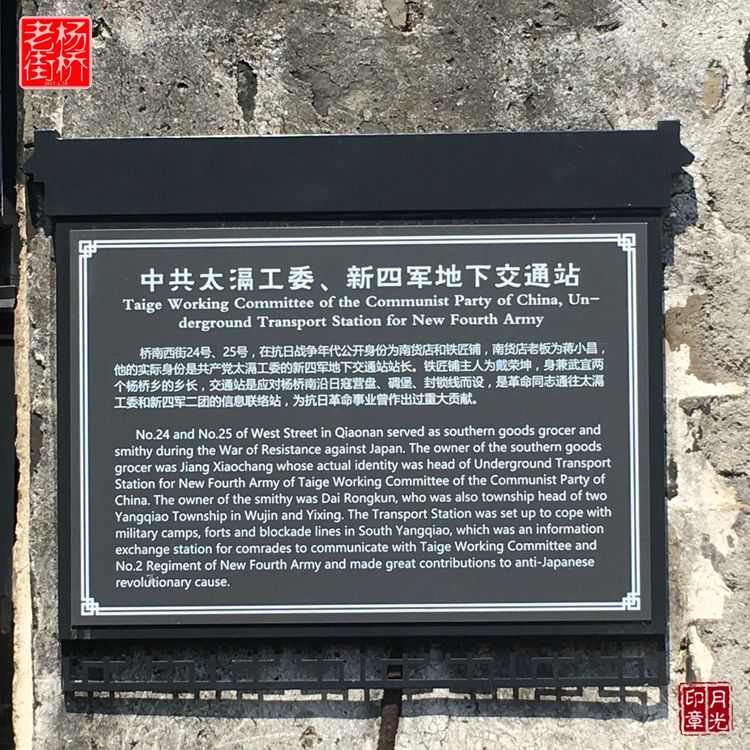 杨桥
老街
中共太滆工委、新四军地下交通站
Taige Working Committee of the Communist Party of China, Un-
derground Transport Station for New Fourth Army
桥南西街24号、25号，在抗日战争年代公开身份为南货店和铁匠铺，南货店老板为蒋小昌，
他的实际身份是共产党太滆工委的新四军地下交通站站长。铁匠铺主人为戴荣坤，身兼武宜两
个杨桥乡的乡长，交通站是应对杨桥南沿日寇营盘、碉堡、封锁线而设，是革命同志通往太滆
工委和新四军二团的信息联络站，为抗日革命事业曾作出过重大贡献。
No.24 and No.25 of West Street in Qiaonan served as southern goods grocer and
smithy during the War of Resistance against Japan. The owner of the southern goods
grocer was Jiang Xiaochang whose actual identity was head of Underground Transport
Station for New Fourth Army of Taige Working Committee of the Communist Party of
China. The owner of the smithy was Dai Rongkun, who was also township head of two
Yangqiao Township in Wujin and Yixing. The Transport Station was set up to cope with
military camps, forts and blockade lines in South Yangqiao, which was an information
exchange station for comrades to communicate with Taige Working Committee and
No.2 Regiment of New Fourth Army and made great contributions to anti-Japanese
revolutionary cause.
月光
印章